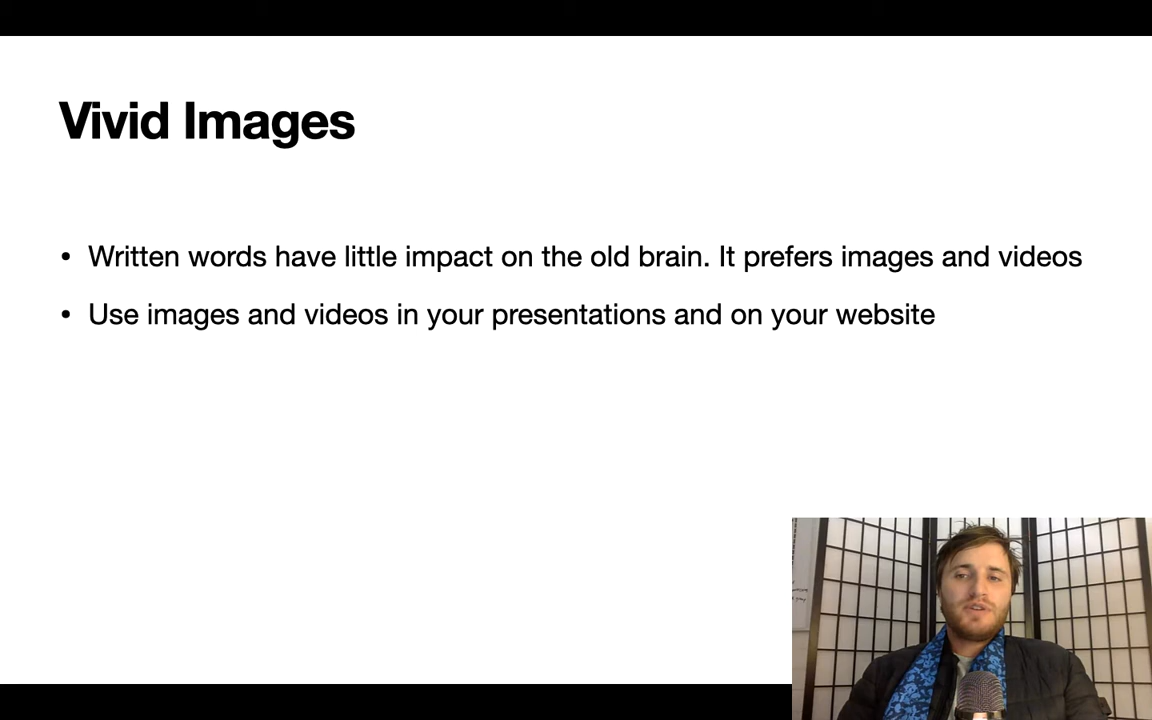 Vivid Images
• Written words have little impact on the old brain. It prefers images and videos
• Use images and videos in your presentations and on your website